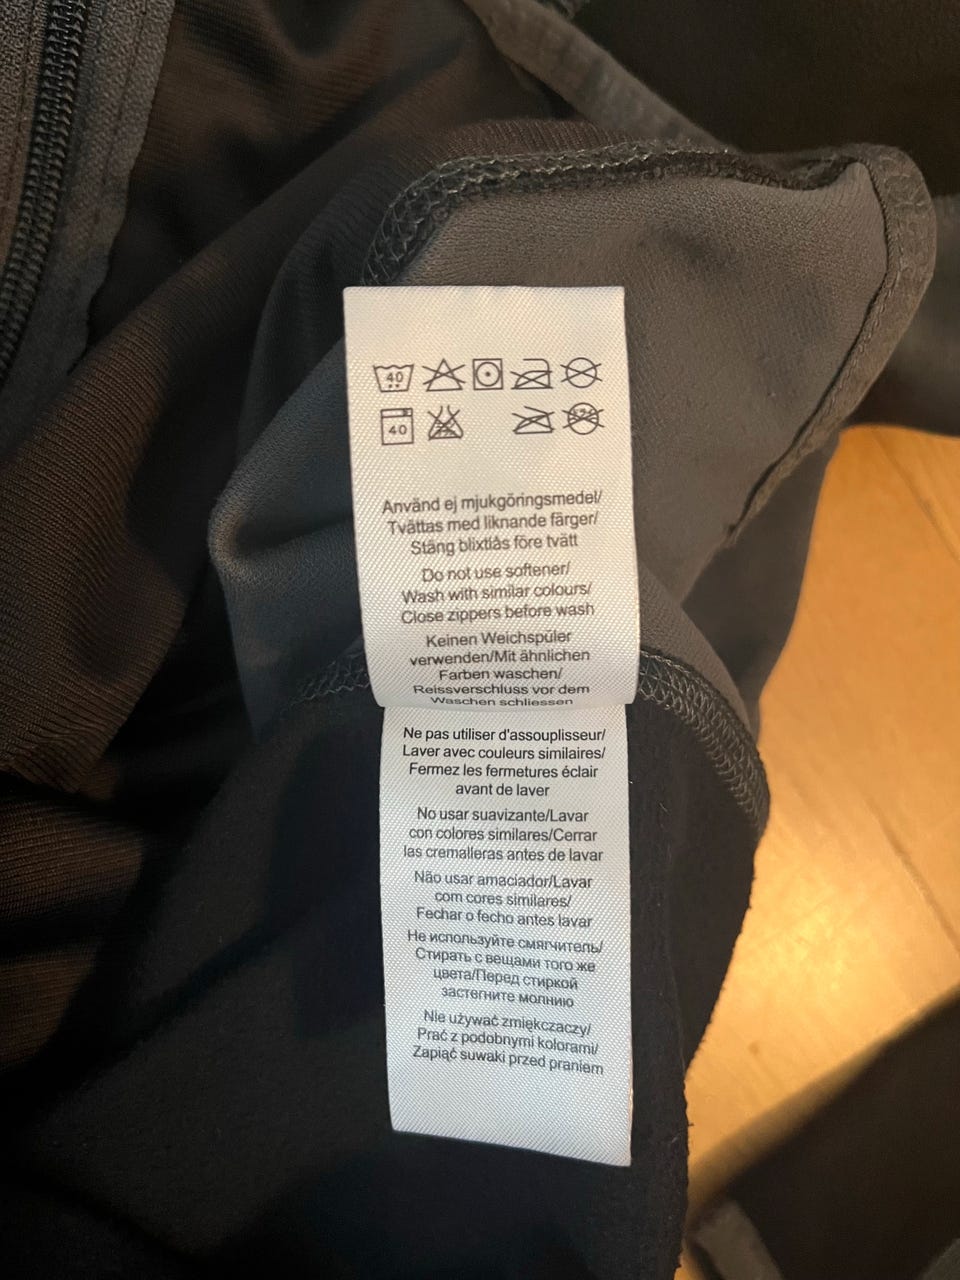 40
40
Använd ej mjukgöringsmedel/
Tvättas med liknande färger/
Stäng blixtlås före tvätt
Do not use softener/
Wash with similar colours/
Close zippers before wash
Keinen Weichspüler
verwenden/Mit ähnlichen
Farben waschen/
Reissverschluss vor dem
Waschen schliessen
Ne pas utiliser d'assouplisseur/
Laver avec couleurs similaires/
Fermez les fermetures éclair
avant de laver
No usar suavizante/Lavar
con colores similares/Cerrar
las cremalleras antes de lavar
Não usar amaciador/Lavar
com cores similares/
Fechar o fecho antes lavar
Не используйте смягчитель/
Стирать с вещами того же
цвета/Перед стиркой
застегните молнию
Nie używać zmiękczaczy/
Prać z podobnymi kolorami/
Zapiąć suwaki przed praniem